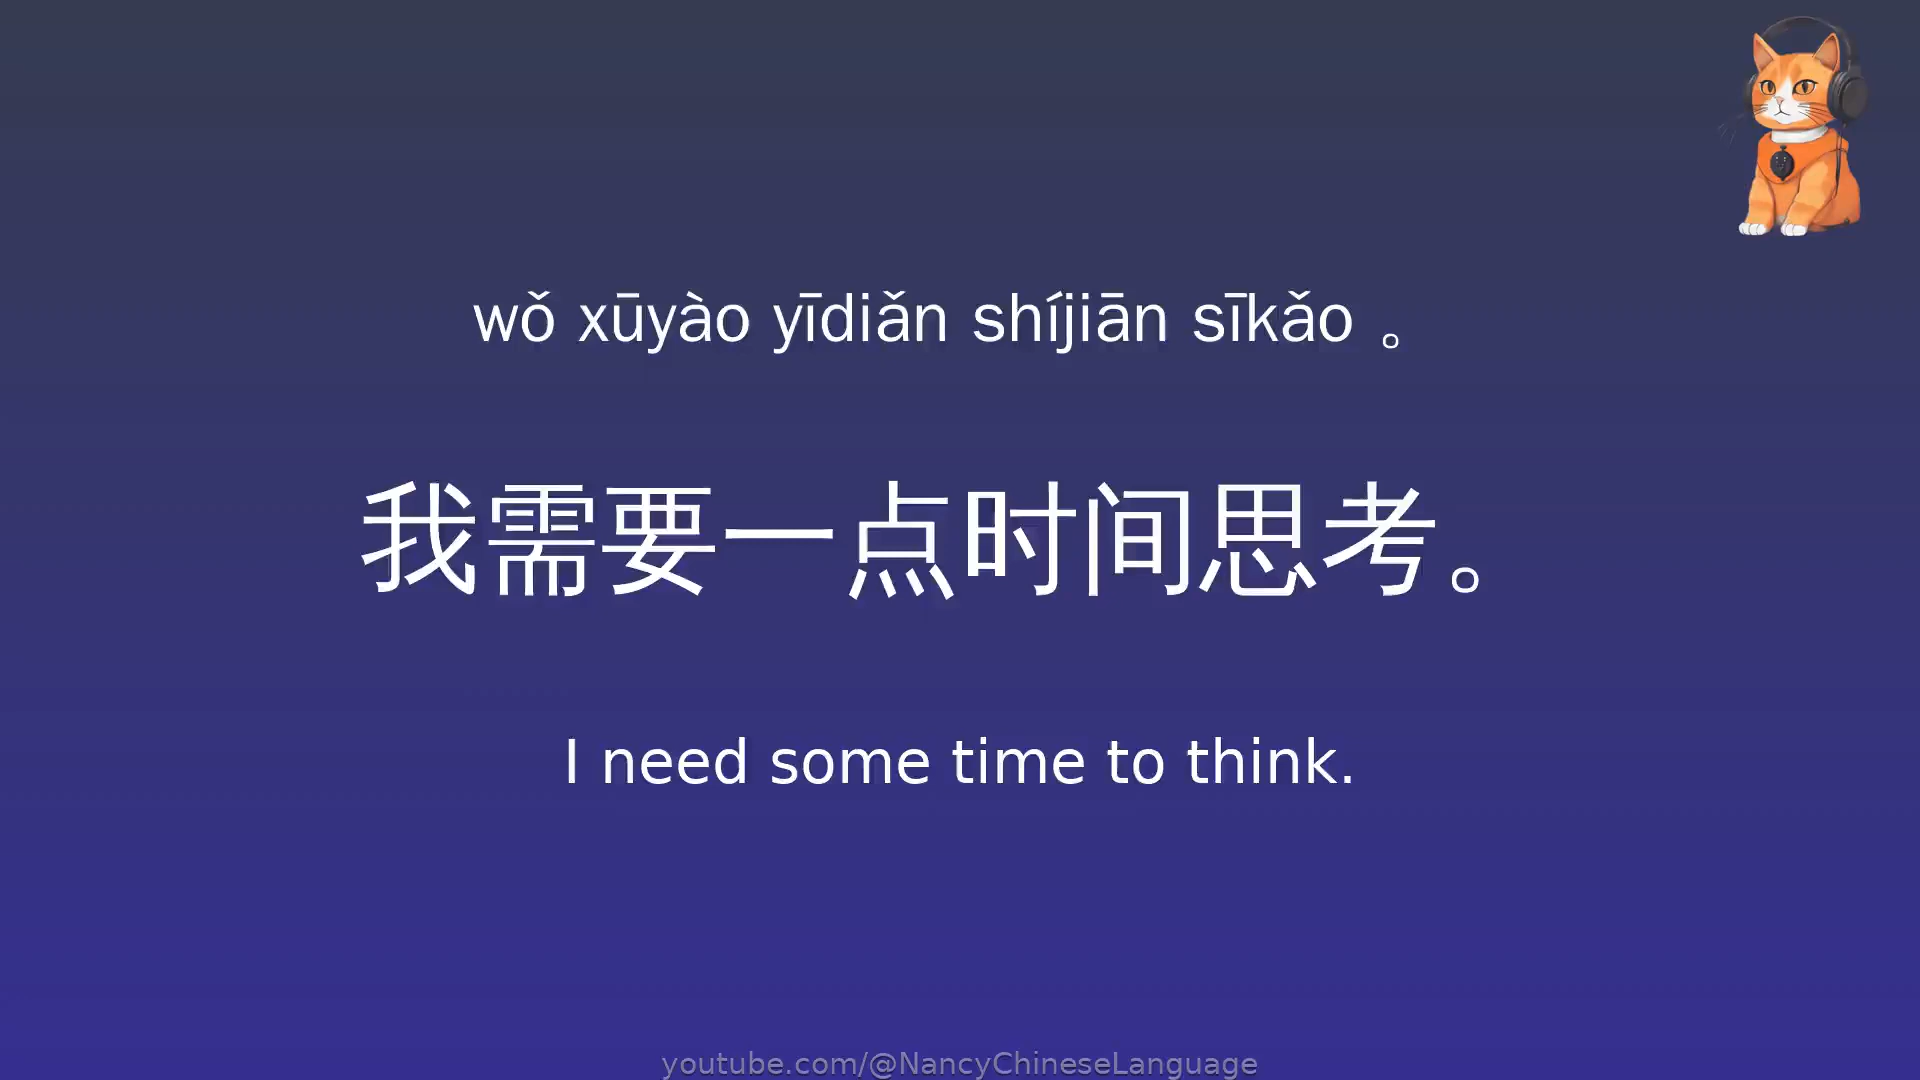 wǒ xūyào yīdiǎn shíjiān sīkǎo 。
我需要一点时间思考。
I need some time to think.
youtube.com/@NancyChineseLanguage